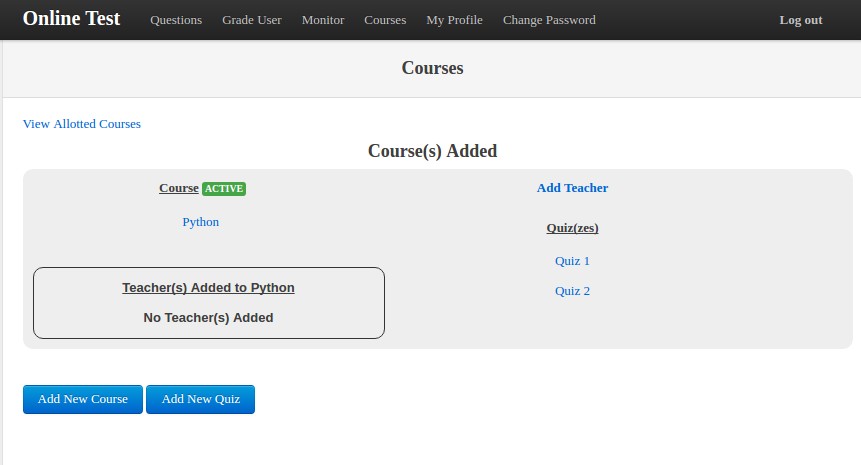 Online Test Questions Grade User Monitor Courses My Profile Change Password Log out
Courses
View Allotted Courses
Course(s) Added
Course ACTIVE
Python
Teacher(s) Added to Python
No Teacher(s) Added
Add Teacher
Quiz(zes)
Quiz 1
Quiz 2
Add New Course Add New Quiz